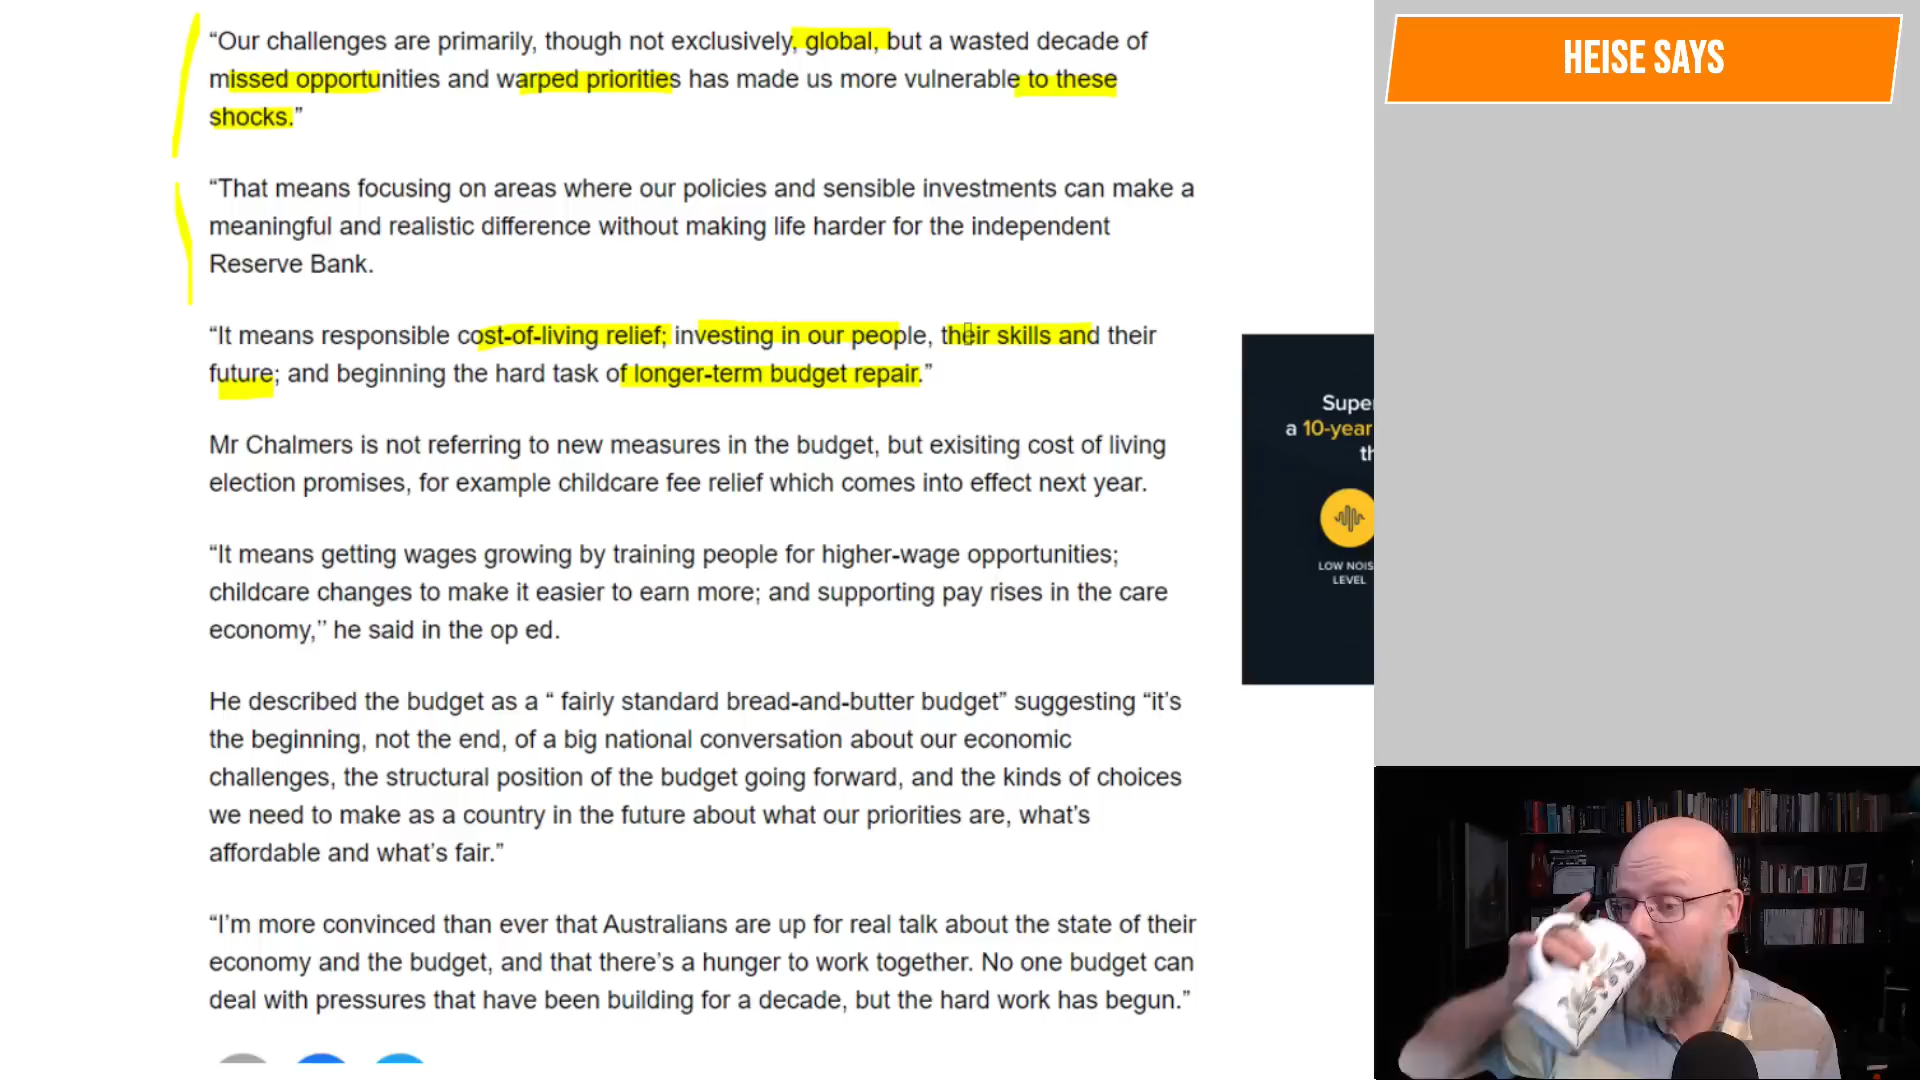 “Our challenges are primarily, though not exclusively, global, but a wasted decade of
missed opportunities and warped priorities has made us more vulnerable to these
shocks.”
“That means focusing on areas where our policies and sensible investments can make a
meaningful and realistic difference without making life harder for the independent
Reserve Bank.
“It means responsible cost-of-living relief; investing in our people, their skills and their
future; and beginning the hard task of longer-term budget repair.”
Mr Chalmers is not referring to new measures in the budget, but exisiting cost of living
election promises, for example childcare fee relief which comes into effect next year.
“It means getting wages growing by training people for higher-wage opportunities;
childcare changes to make it easier to earn more; and supporting pay rises in the care
economy,’’ he said in the op ed.
He described the budget as a “ fairly standard bread-and-butter budget” suggesting “it’s
the beginning, not the end, of a big national conversation about our economic
challenges, the structural position of the budget going forward, and the kinds of choices
we need to make as a country in the future about what our priorities are, what’s
affordable and what’s fair.”
“I’m more convinced than ever that Australians are up for real talk about the state of their
economy and the budget, and that there’s a hunger to work together. No one budget can
deal with pressures that have been building for a decade, but the hard work has begun.”
Super
a 10-year
th
LOW NOIS
LEVEL
HEISE SAYS